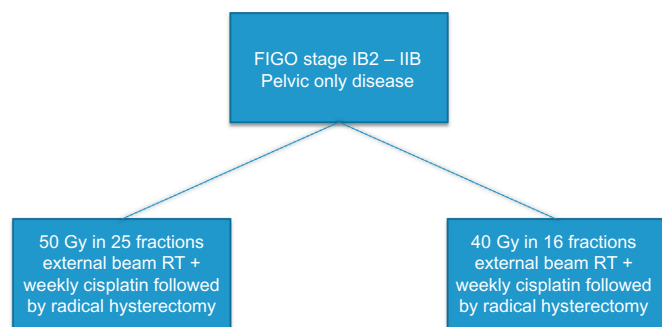 FIGO stage IB2 – IIB
Pelvic only disease
50 Gy in 25 fractions
external beam RT +
weekly cisplatin followed
by radical hysterectomy
40 Gy in 16 fractions
external beam RT +
weekly cisplatin followed
by radical hysterectomy